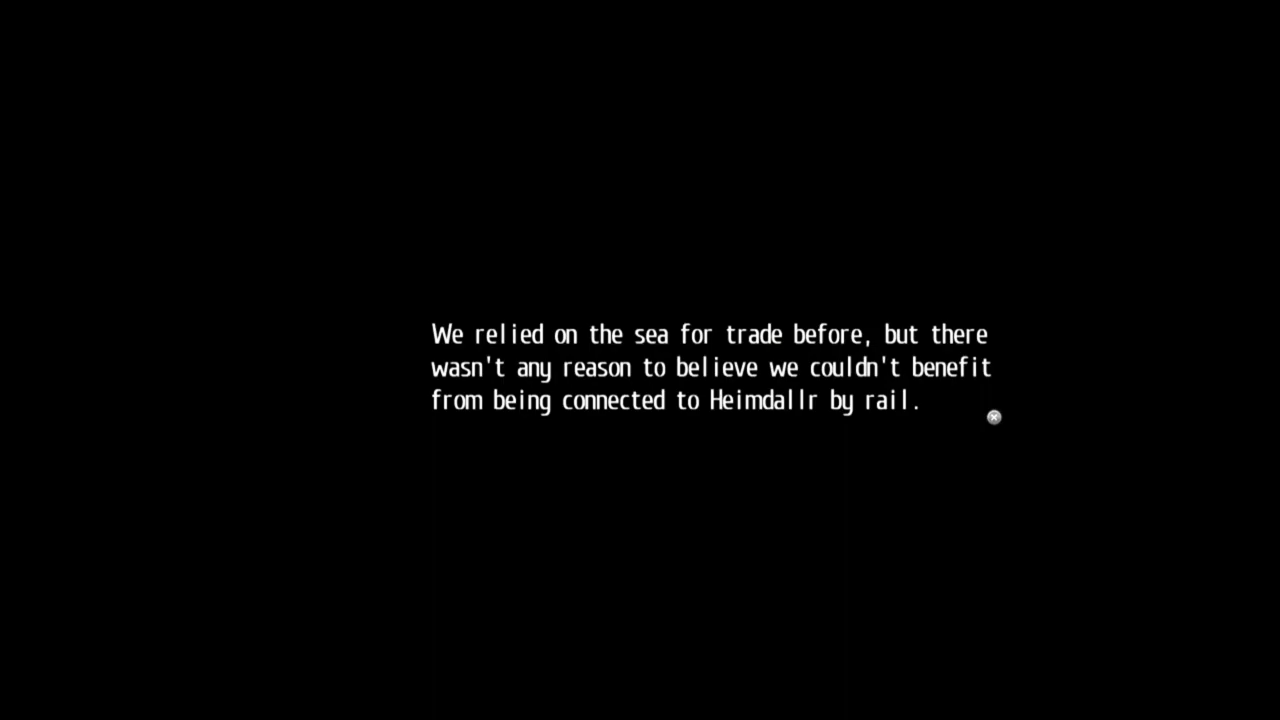 We relied on the sea for trade before, but there
wasn't any reason to believe we couldn't benefit
from being connected to Heimdallr by rail.